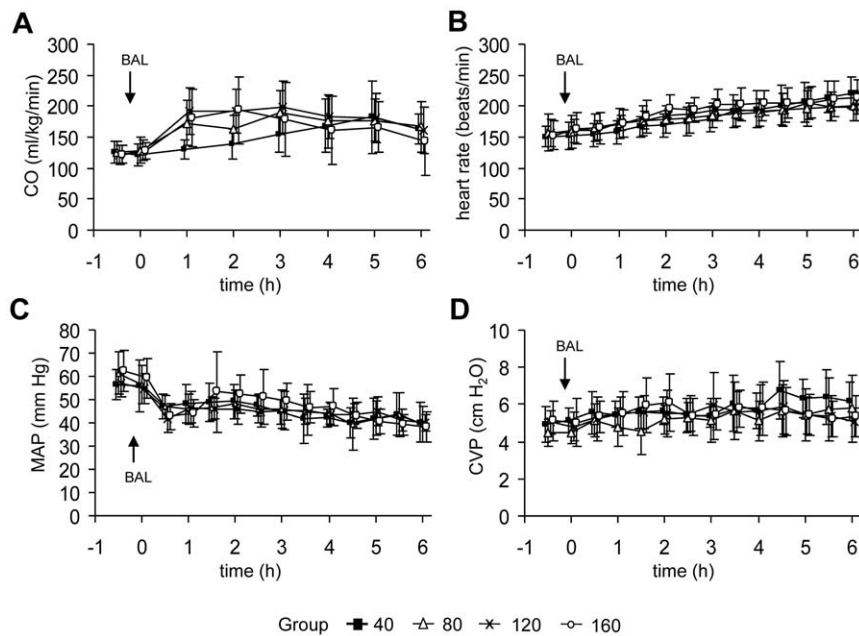 A
CO (ml/kg/min)
300
250
200
150
100
50
0
BAL
-1 0 1 2 3 4 5 6
time (h)
B
heart rate (beats/min)
300
250
200
150
100
50
0
BAL
-1 0 1 2 3 4 5 6
time (h)
C
MAP (mm Hg)
80
70
60
50
40
30
20
10
0
BAL
-1 0 1 2 3 4 5 6
time (h)
D
CVP (cm H₂O)
10
8
6
4
2
0
BAL
-1 0 1 2 3 4 5 6
time (h)
Group 40 80 120 160